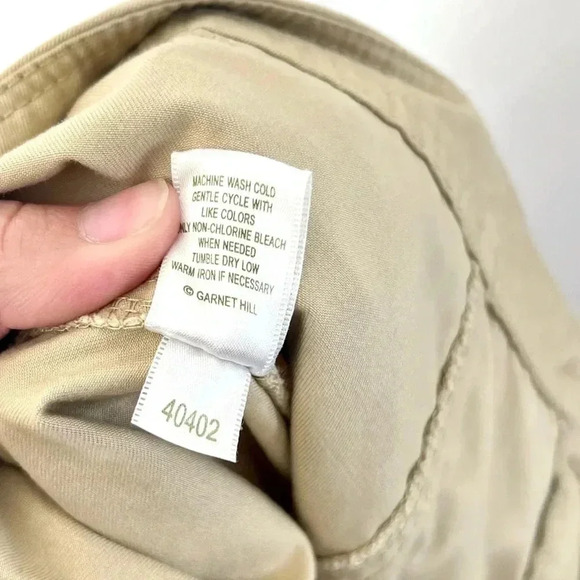 MACHINE WASH COLD
GENTLE CYCLE WITH
LIKE COLORS
NON-CHLORINE BLEACH
WHEN NEEDED
TUMBLE DRY LOW
WARM IRON IF NECESSARY
© GARNET HILL
40402